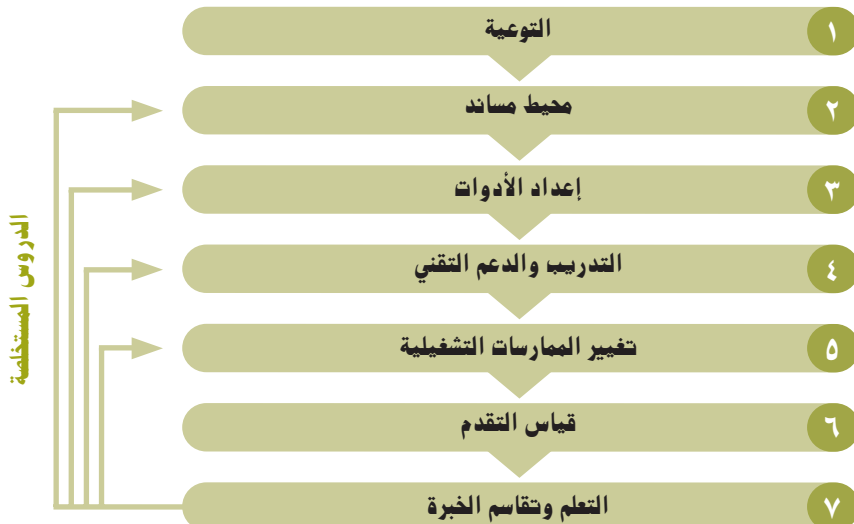 ١ التوعية
٢ محيط مساند
٣ إعداد الأدوات
٤ التدريب والدعم التقني
٥ تغيير الممارسات التشغيلية
٦ قياس التقدم
٧ التعلم وتقاسم الخبرة
الدروس المستخلصة